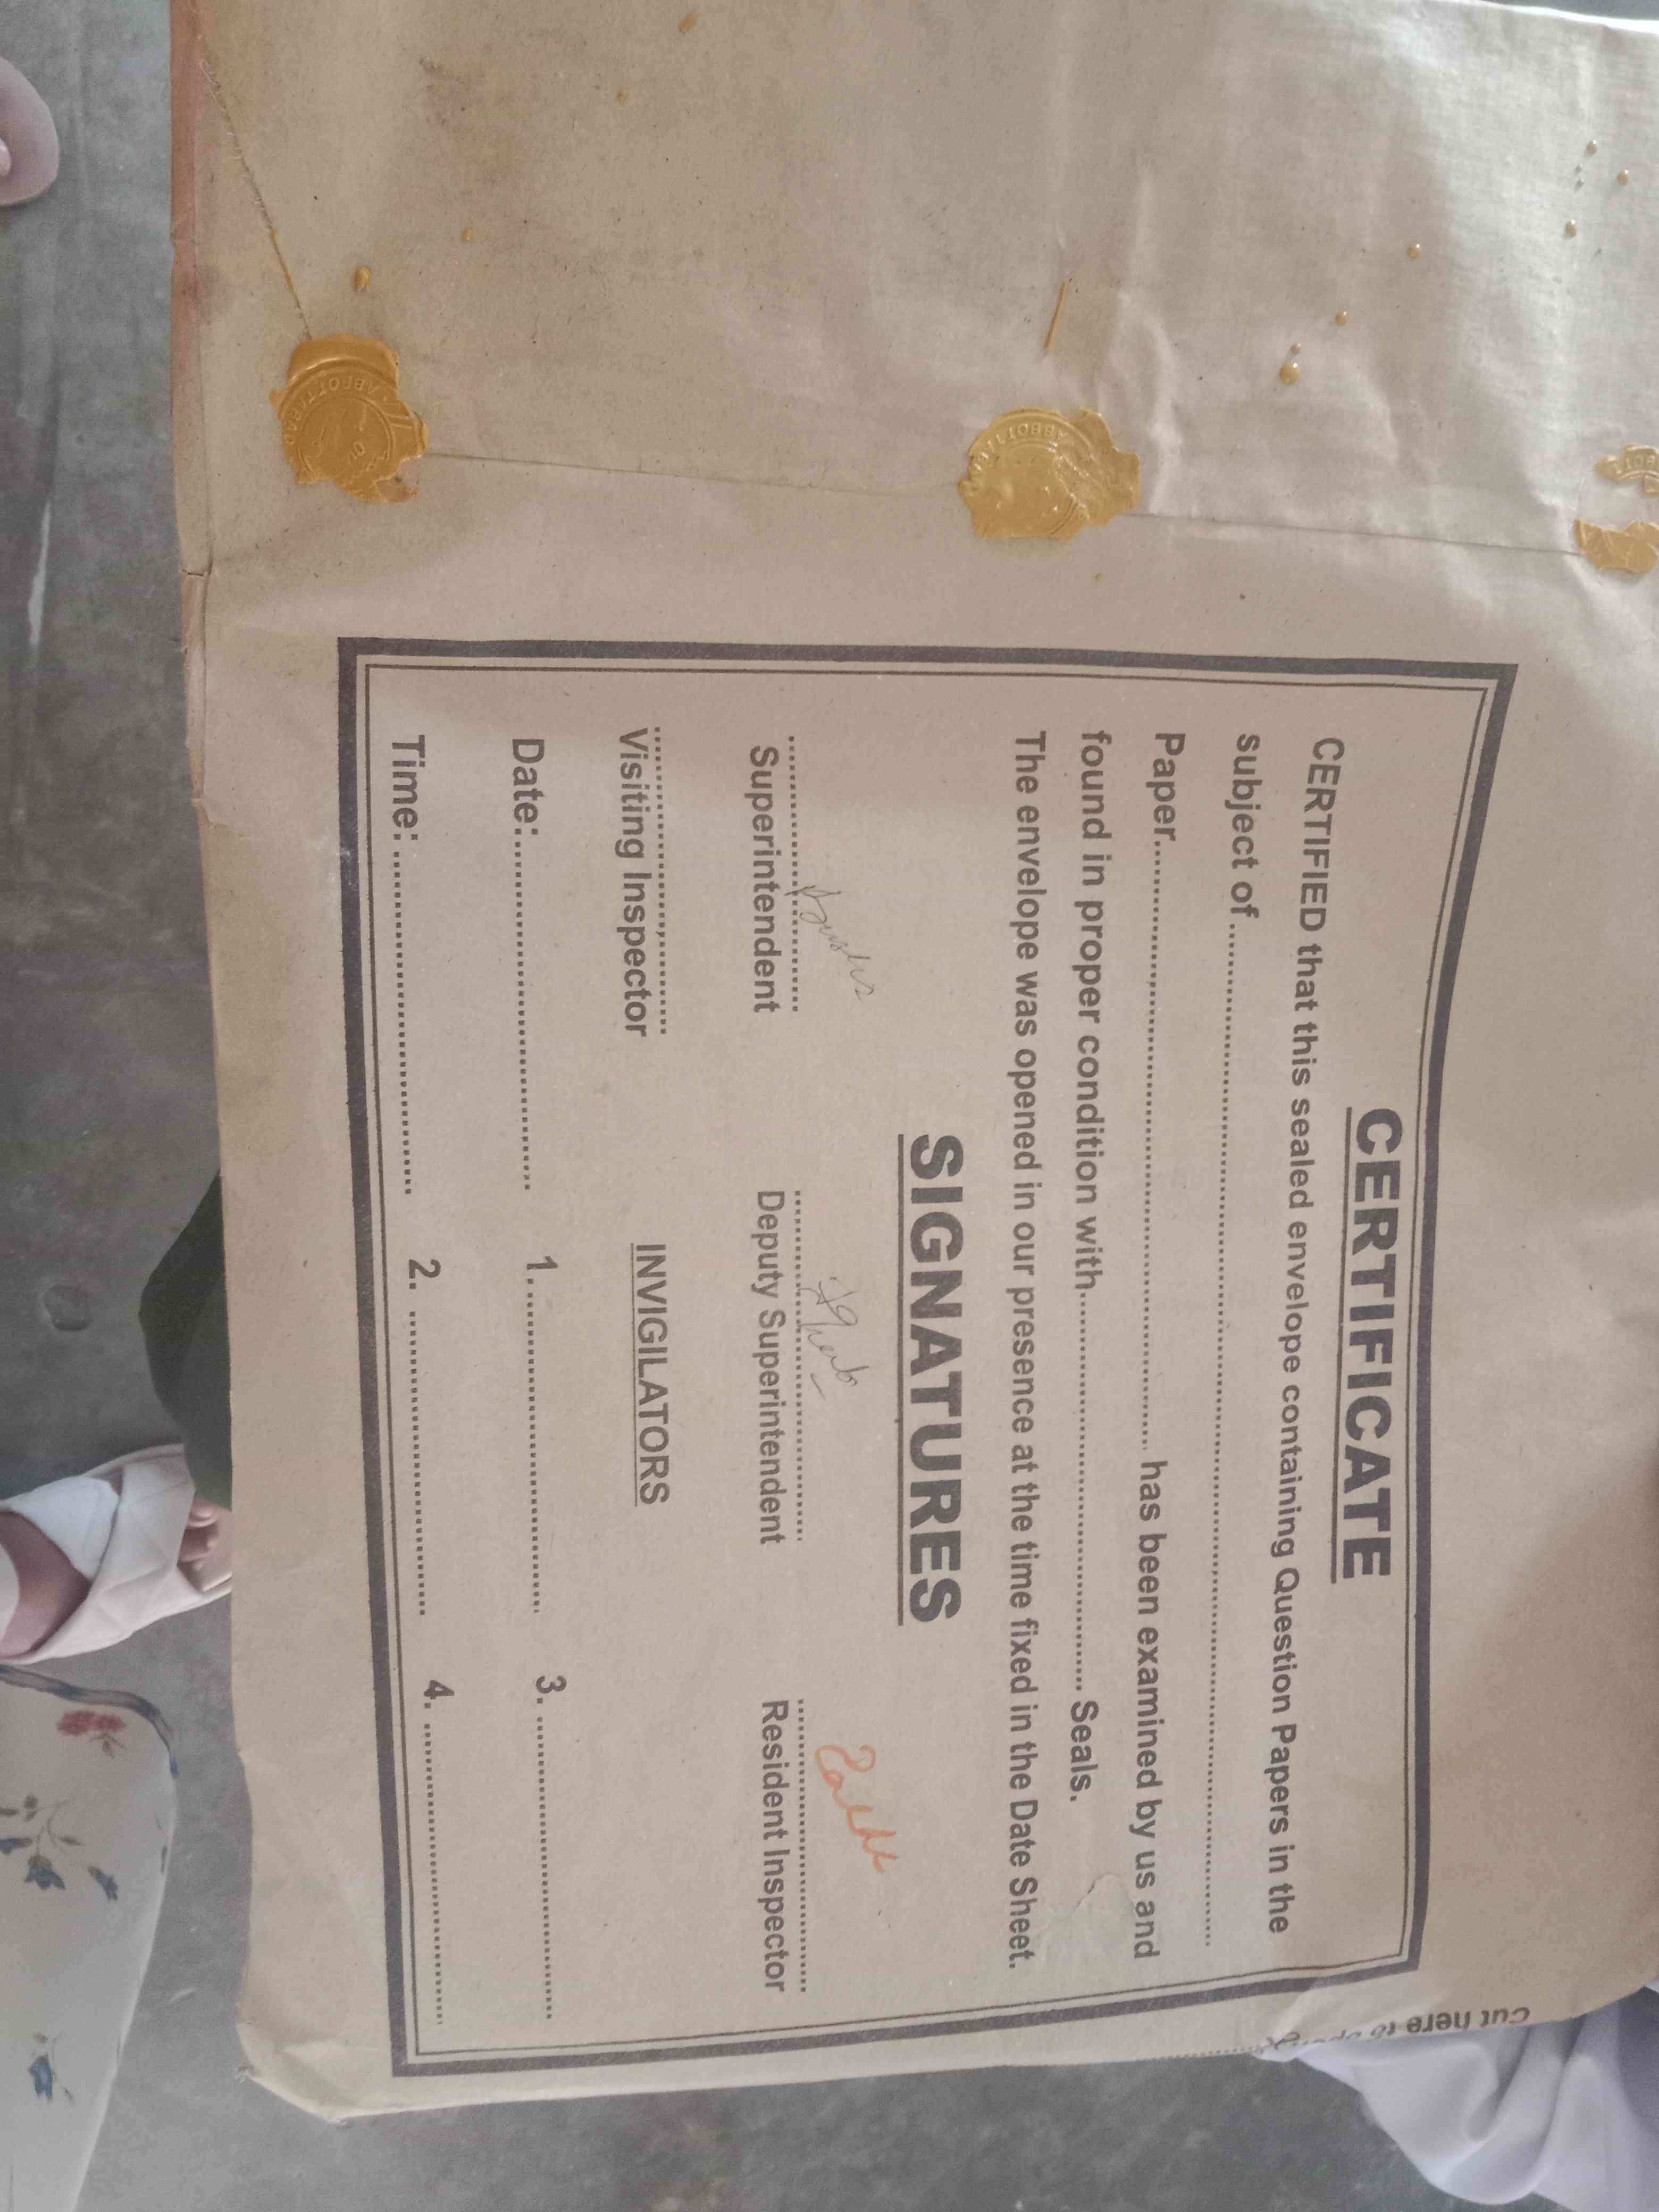 CERTIFICATE
CERTIFIED that this sealed envelope containing Question Papers in the
subject of ................................................................
Paper................................................ has been examined by us and
found in proper condition with........................................ Seals.
The envelope was opened in our presence at the time fixed in the Date Sheet.
SIGNATURES
Superintendent Deputy Superintendent Resident Inspector
Visiting Inspector INVIGILATORS
Date:.............................. 1. .............................. 3. ..............................
Time: .............................. 2. .............................. 4. ..............................
Cut here to open
ABBOTTABAD